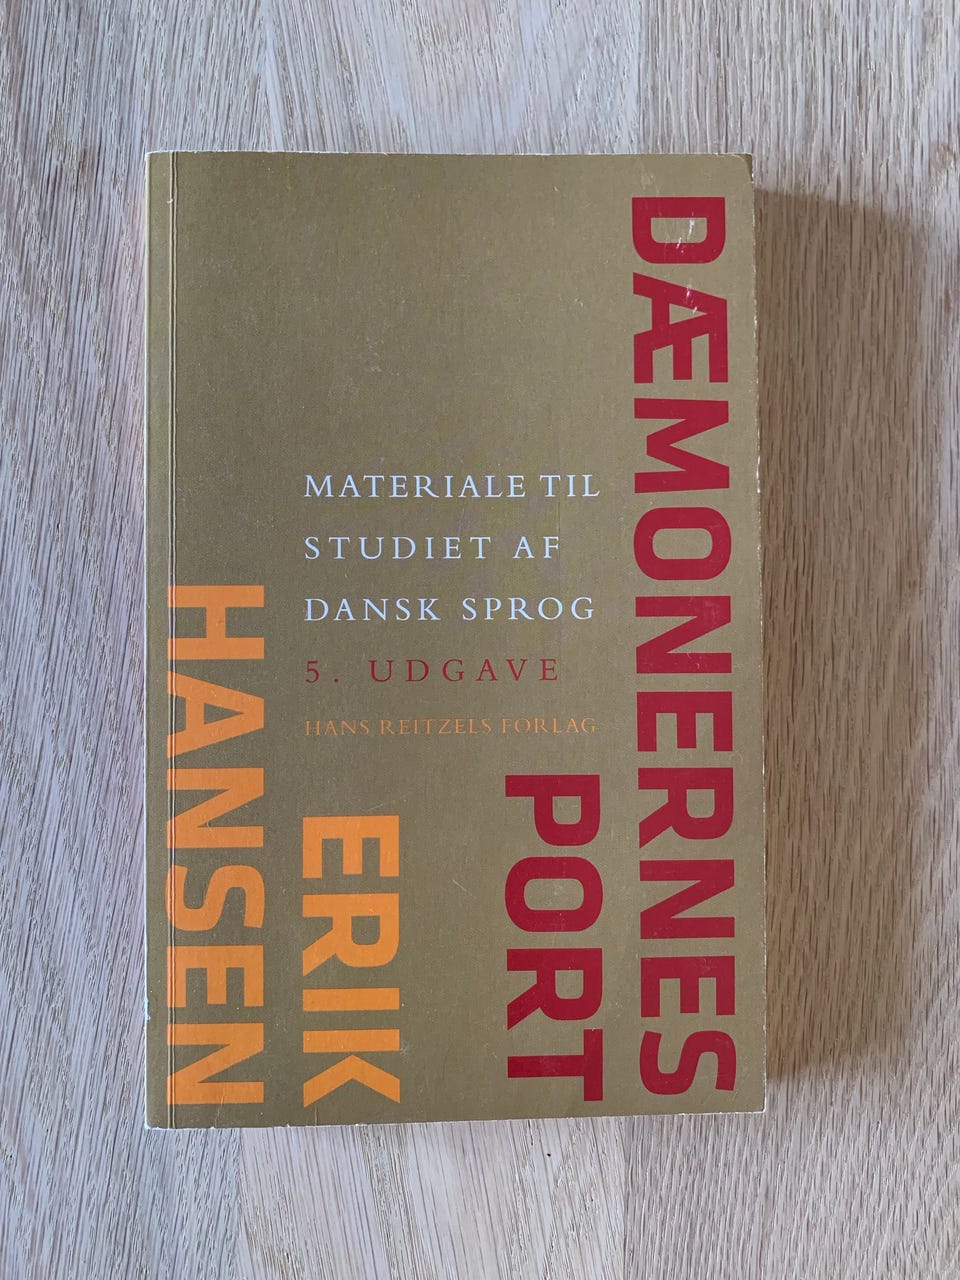 DÆMONERNES
PORT
MATERIALE TIL
STUDIET AF
DANSK SPROG
5. UDGAVE
HANS REITZELS FORLAG
ERIK
HANSEN